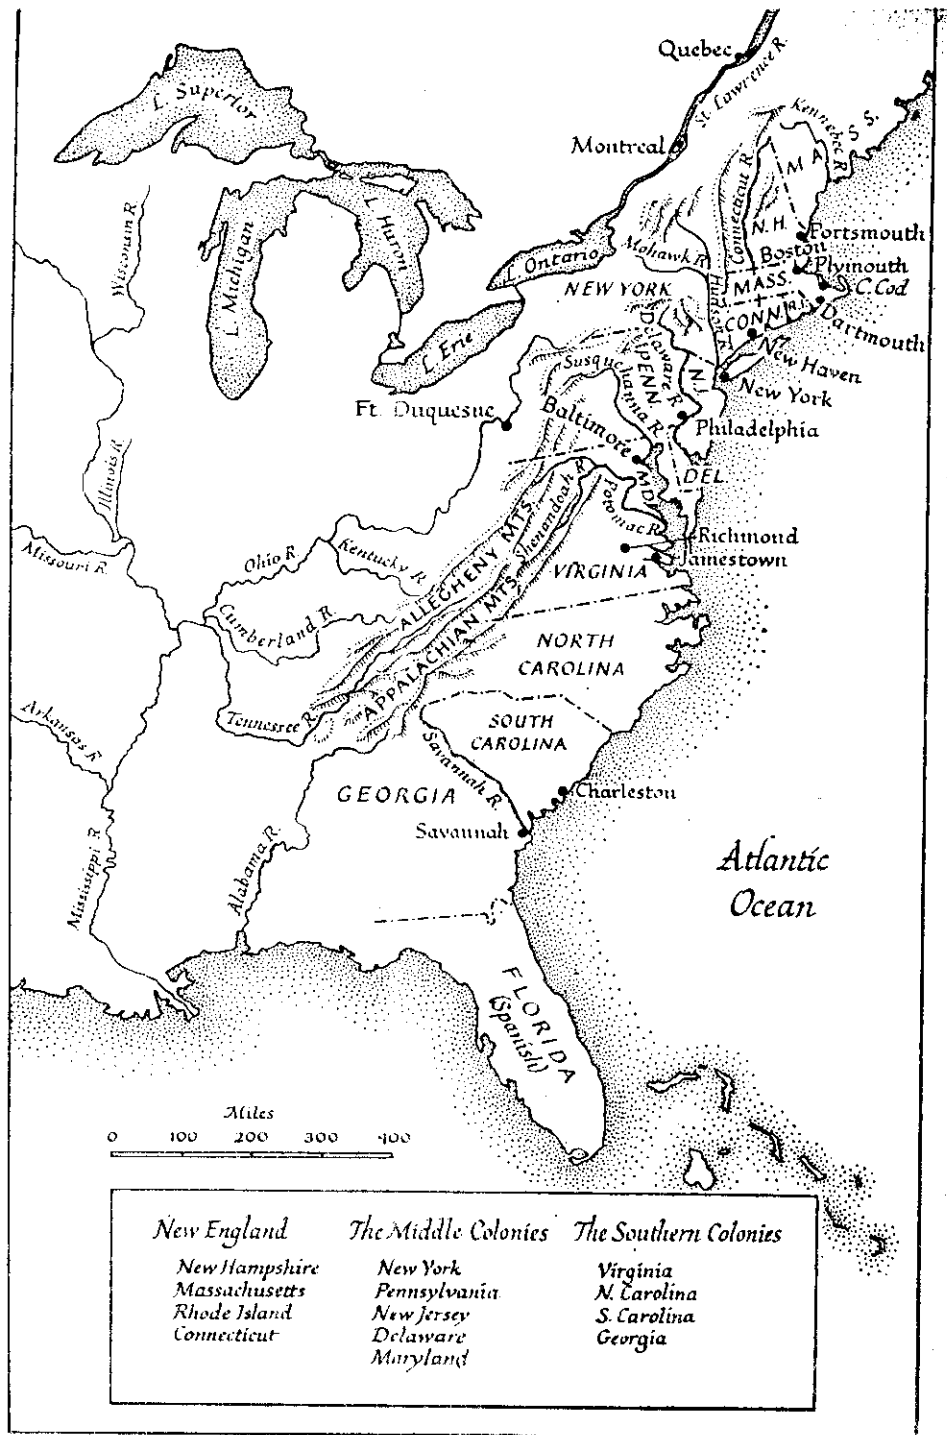 Quebec
St. Lawrence R.
Montreal
Kennebec R.
MASS.
Connecticut R.
N.H.
Portsmouth
Boston
Plymouth
C. Cod
MASS.
CONN.
R.I.
Dartmouth
New Haven
New York
Hudson R.
Mohawk R.
NEW YORK
L. Superior
L. Michigan
L. Huron
L. Ontario
L. Erie
Wisconsin R.
Illinois R.
Missouri R.
Delaware R.
PENN.
N.J.
Susquehanna R.
Ft. Duquesne
Baltimore
Philadelphia
DEL.
MD.
Potomac R.
Shenandoah R.
ALLEGHENY MTS.
APPALACHIAN MTS.
Richmond
Jamestown
VIRGINIA
Ohio R.
Kentucky R.
Cumberland R.
Tennessee R.
NORTH
CAROLINA
SOUTH
CAROLINA
Savannah R.
Arkansas R.
GEORGIA
Charleston
Savannah
Mississippi R.
Alabama R.
Atlantic
Ocean
FLORIDA
(Spanish)
Miles
0 100 200 300 400
New England
New Hampshire
Massachusetts
Rhode Island
Connecticut
The Middle Colonies
New York
Pennsylvania
New Jersey
Delaware
Maryland
The Southern Colonies
Virginia
N. Carolina
S. Carolina
Georgia